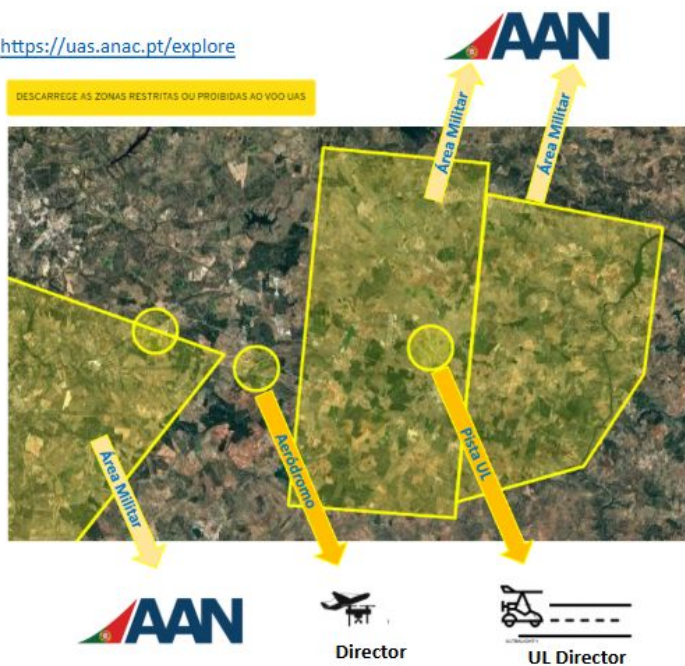 AAN
https://uas.anac.pt/explore
DESCARREGE AS ZONAS RESTRITAS OU PROIBIDAS AO VOO UAS
Área Militar
Área Militar
Aeródromo
Pista UL
Área Militar
AAN
Director
UL Director